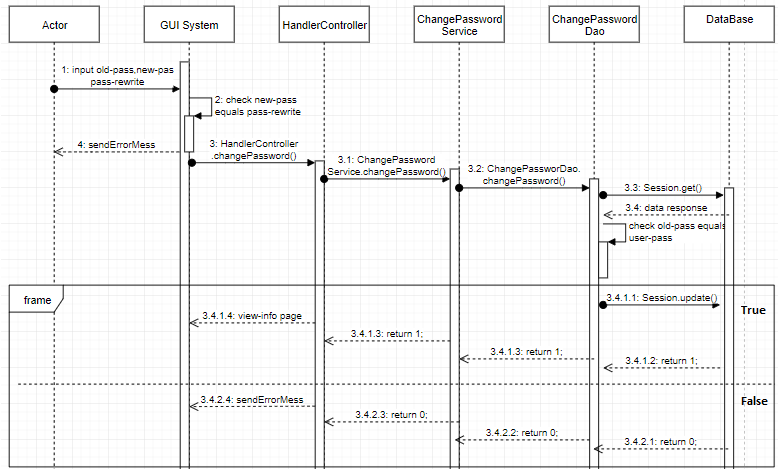 Actor
GUI System
HandlerController
ChangePassword
Service
ChangePassword
Dao
DataBase
1: input old-pass,new-pas
pass-rewrite
2: check new-pass
equals pass-rewrite
4: sendErrorMess
3: HandlerController
.changePassword()
3.1: ChangePassword
Service.changePassword()
3.2: ChangePassworDao.
changePassword()
3.3: Session.get()
3.4: data response
check old-pass equals
user-pass
frame
3.4.1.1: Session.update()
True
3.4.1.4: view-info page
3.4.1.3: return 1;
3.4.1.3: return 1;
3.4.1.2: return 1;
False
3.4.2.4: sendErrorMess
3.4.2.3: return 0;
3.4.2.2: return 0;
3.4.2.1: return 0;